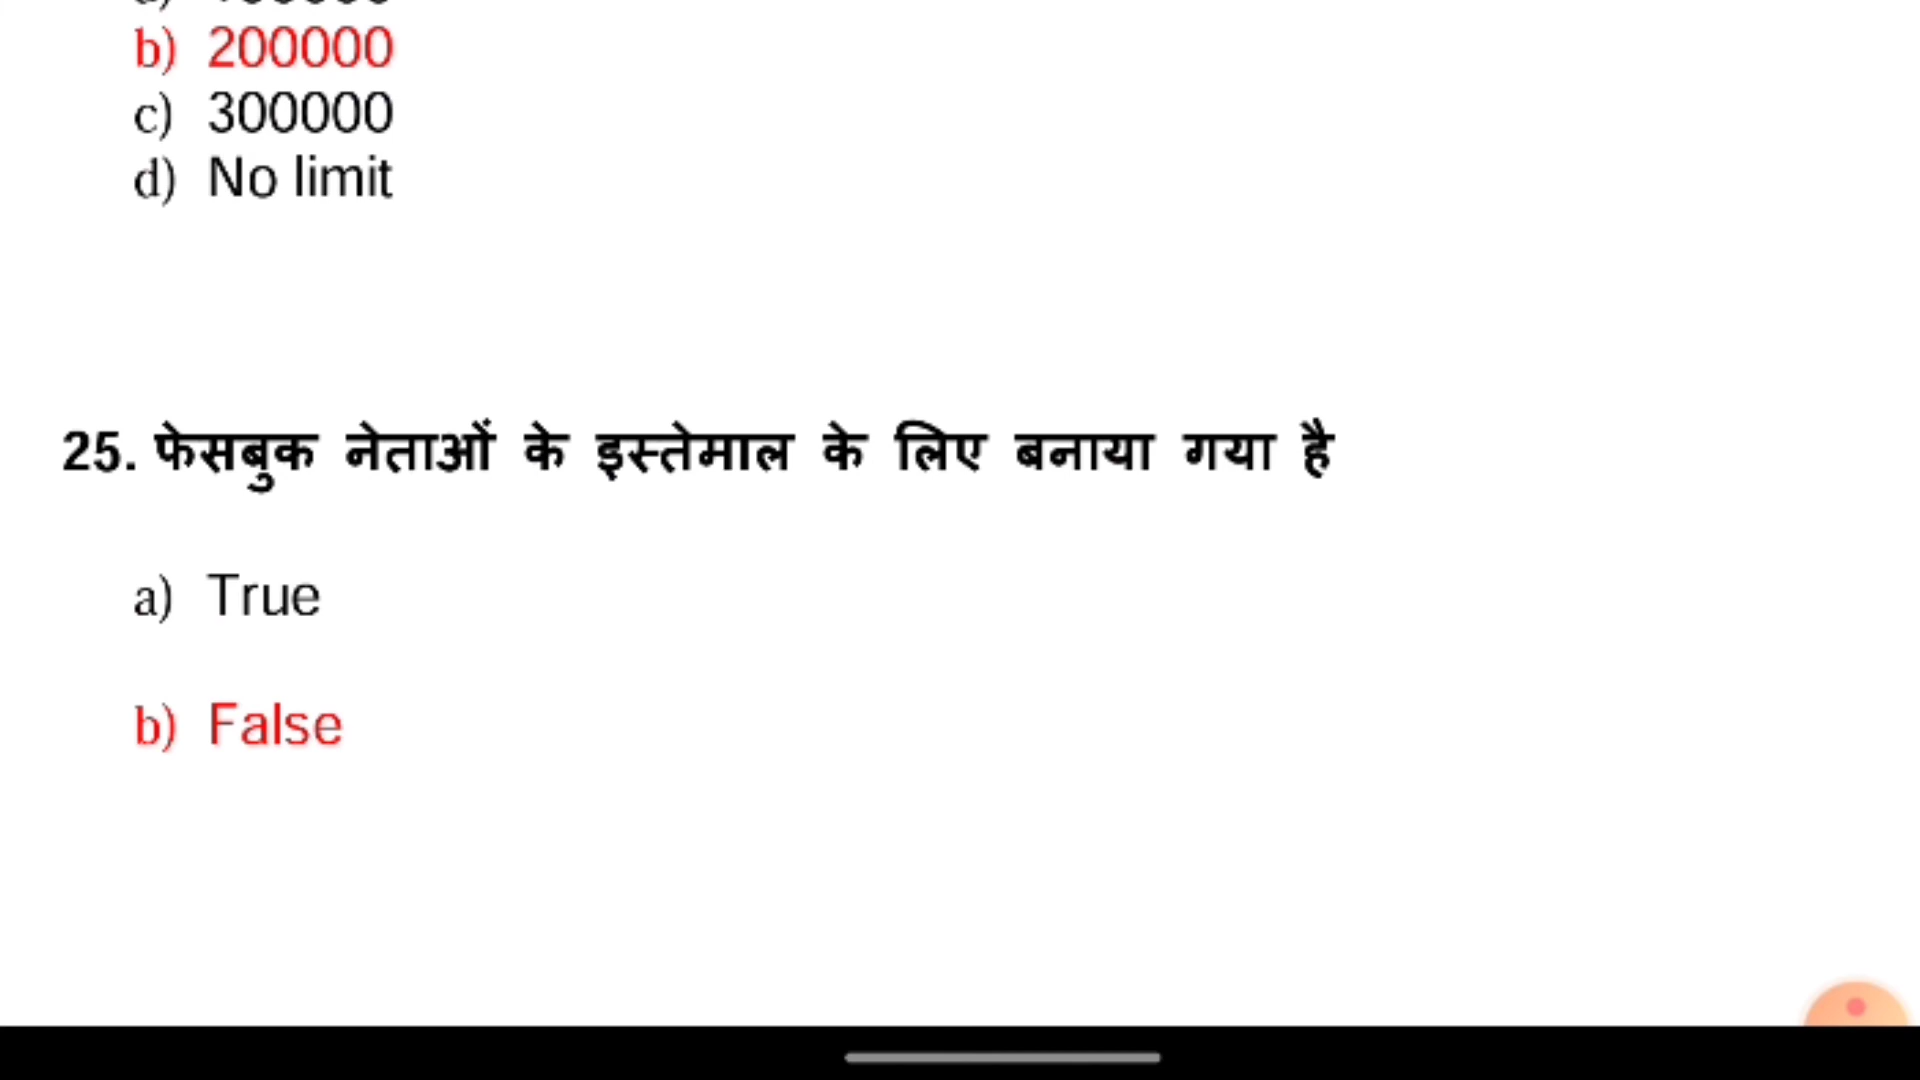 b) 200000
c) 300000
d) No limit
25. फेसबुक नेताओं के इस्तेमाल के लिए बनाया गया है
a) True
b) False